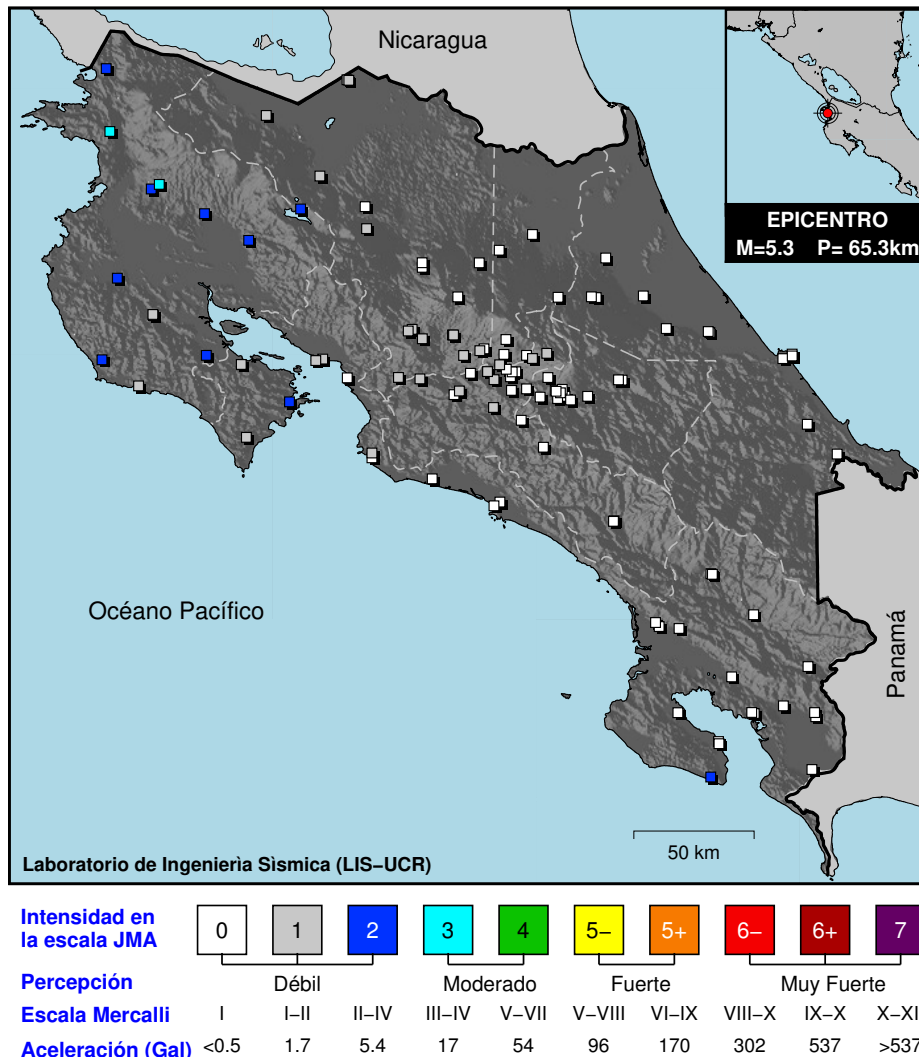 Nicaragua
EPICENTRO
M=5.3 P= 65.3km
Océano Pacífico
Panamá
50 km
Laboratorio de Ingenierìa Sìsmica (LIS−UCR)
Intensidad en
la escala JMA
0 1 2 3 4 5− 5+ 6− 6+ 7
Percepción Débil Moderado Fuerte Muy Fuerte
Escala Mercalli I I−II II−IV III−IV V−VII V−VIII VI−IX VIII−X IX−X X−XI
Aceleración (Gal) <0.5 1.7 5.4 17 54 96 170 302 537 >537